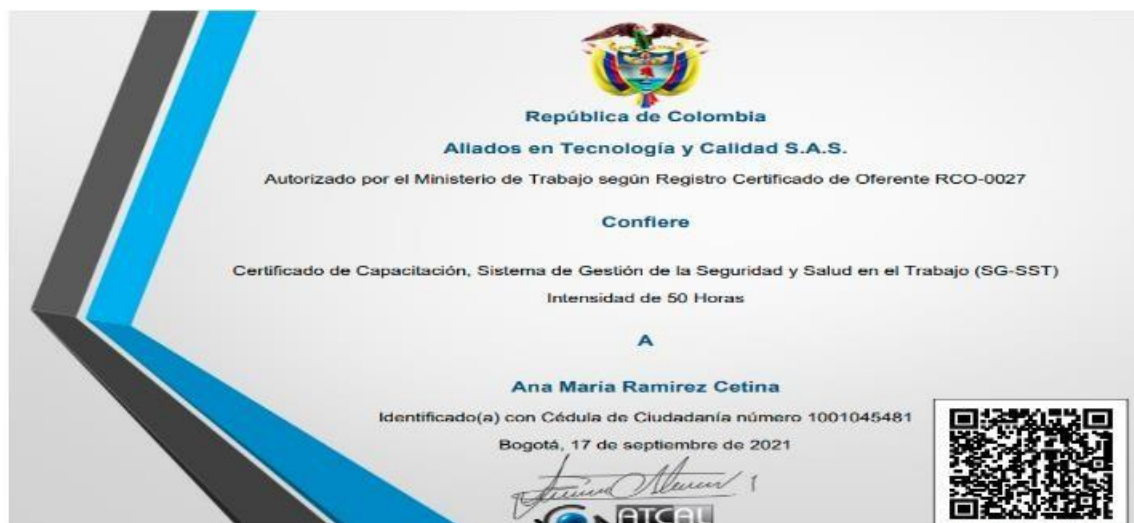 República de Colombia
Aliados en Tecnología y Calidad S.A.S.
Autorizado por el Ministerio de Trabajo según Registro Certificado de Oferente RCO-0027
Confiere
Certificado de Capacitación, Sistema de Gestión de la Seguridad y Salud en el Trabajo (SG-SST)
Intensidad de 50 Horas
A
Ana María Ramirez Cetina
Identificado(a) con Cédula de Ciudadanía número 1001045481
Bogotá, 17 de septiembre de 2021
ATCAL